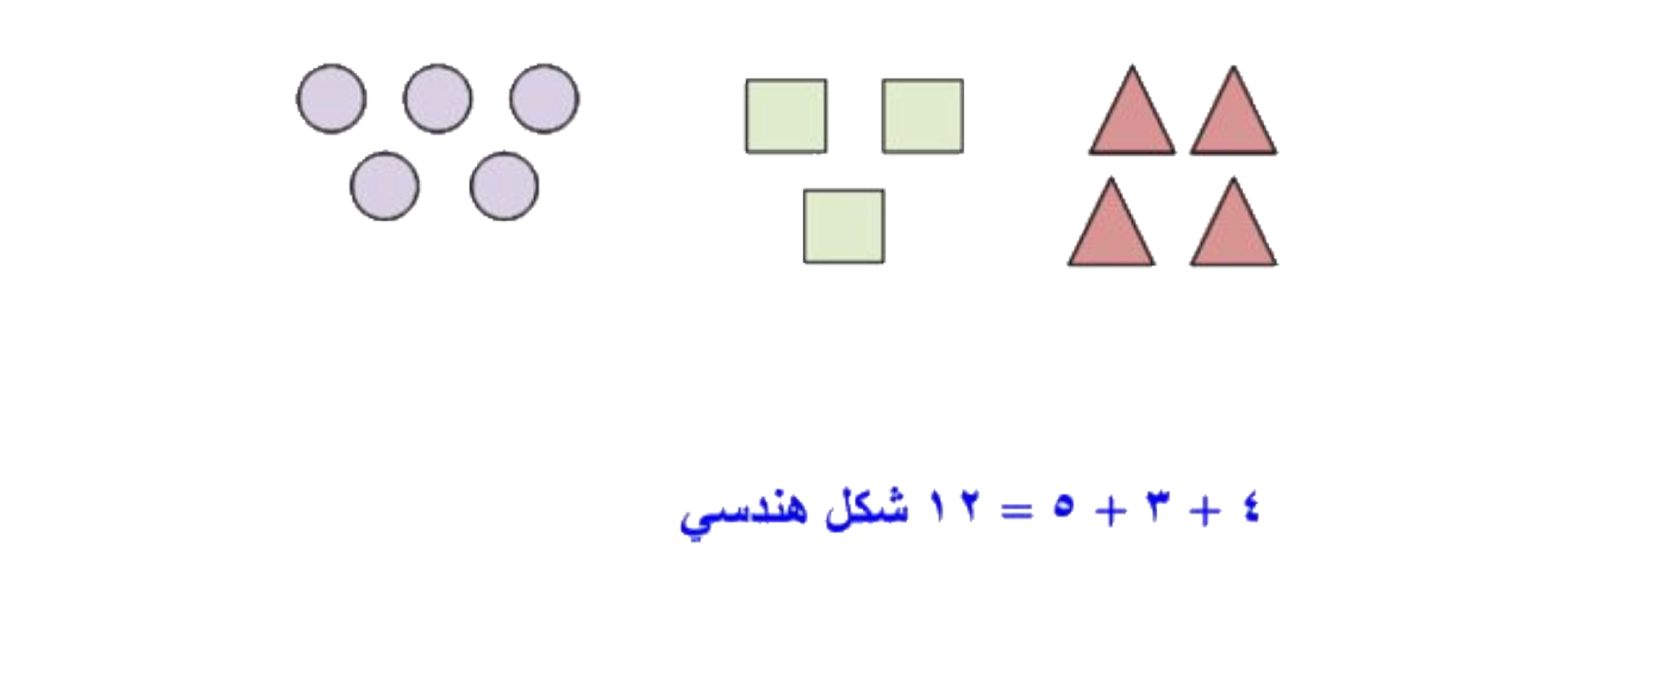 ٤ + ٣ + ٥ = ١٢ شكل هندسي